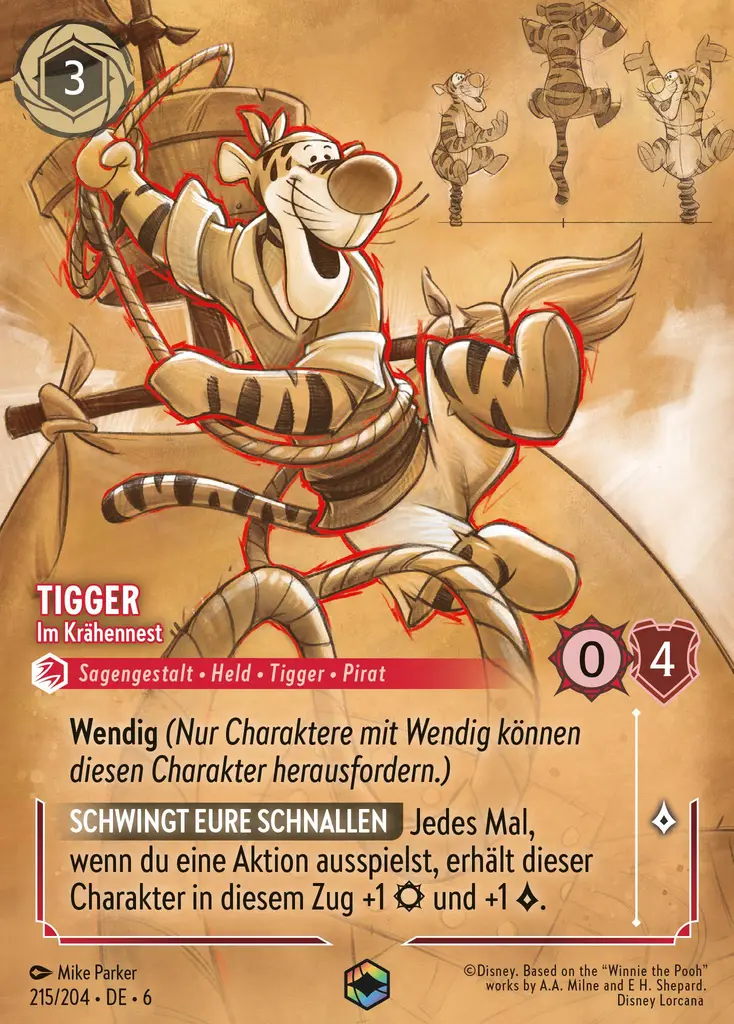 3
TIGGER
Im Krähennest
Sagengestalt • Held • Tigger • Pirat
0
4
Wendig (Nur Charaktere mit Wendig können
diesen Charakter herausfordern.)
SCHWINGT EURE SCHNALLEN Jedes Mal,
wenn du eine Aktion ausspielst, erhält dieser
Charakter in diesem Zug +1 und +1.
Mike Parker
215/204 • DE • 6
©Disney. Based on the “Winnie the Pooh”
works by A.A. Milne and E H. Shepard.
Disney Lorcana